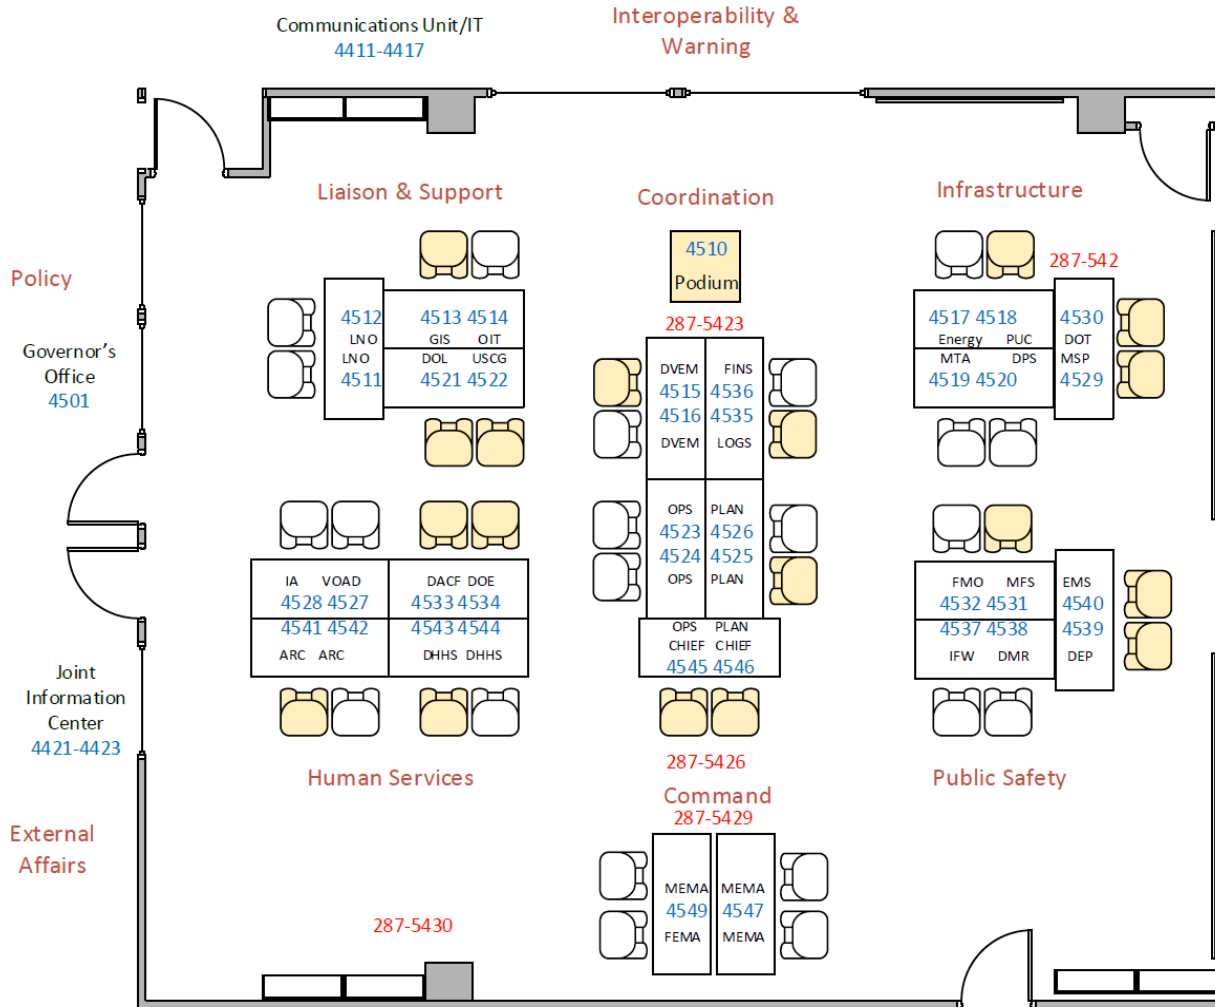 Communications Unit/IT
4411-4417
Interoperability &
Warning
Liaison & Support
Coordination
Infrastructure
Policy
Governor's
Office
4501
4510
Podium
287-5423
287-542
4512
LNO
LNO
4511
4513 4514
GIS OIT
DOL USCG
4521 4522
DVEM FINS
4515 4536
4516 4535
DVEM LOGS
4517 4518
Energy PUC
MTA DPS
4519 4520
4530
DOT
MSP
4529
OPS PLAN
4523 4526
4524 4525
OPS PLAN
OPS PLAN
CHIEF CHIEF
4545 4546
IA VOAD
4528 4527
4541 4542
ARC ARC
DACF DOE
4533 4534
4543 4544
DHHS DHHS
FMO MFS
4532 4531
4537 4538
IFW DMR
EMS
4540
4539
DEP
Joint
Information
Center
4421-4423
Human Services
287-5426
Command
287-5429
Public Safety
External
Affairs
MEMA MEMA
4549 4547
FEMA MEMA
287-5430